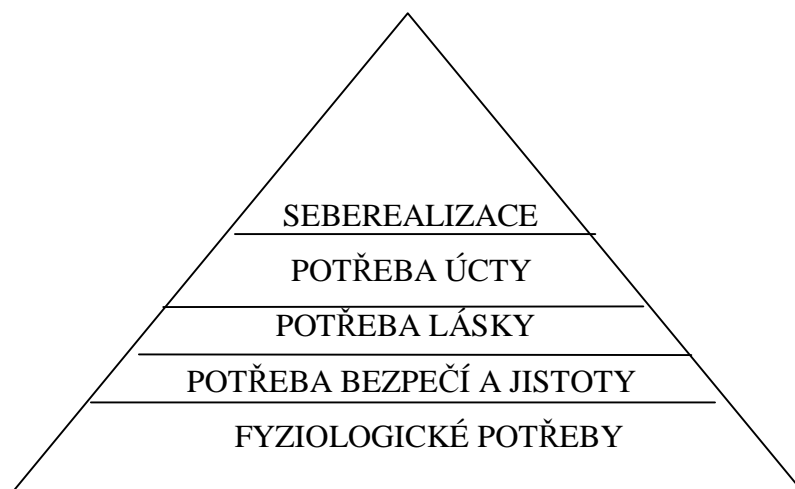 SEBEREALIZACE
POTŘEBA ÚCTY
POTŘEBA LÁSKY
POTŘEBA BEZPEČÍ A JISTOTY
FYZIOLOGICKÉ POTŘEBY